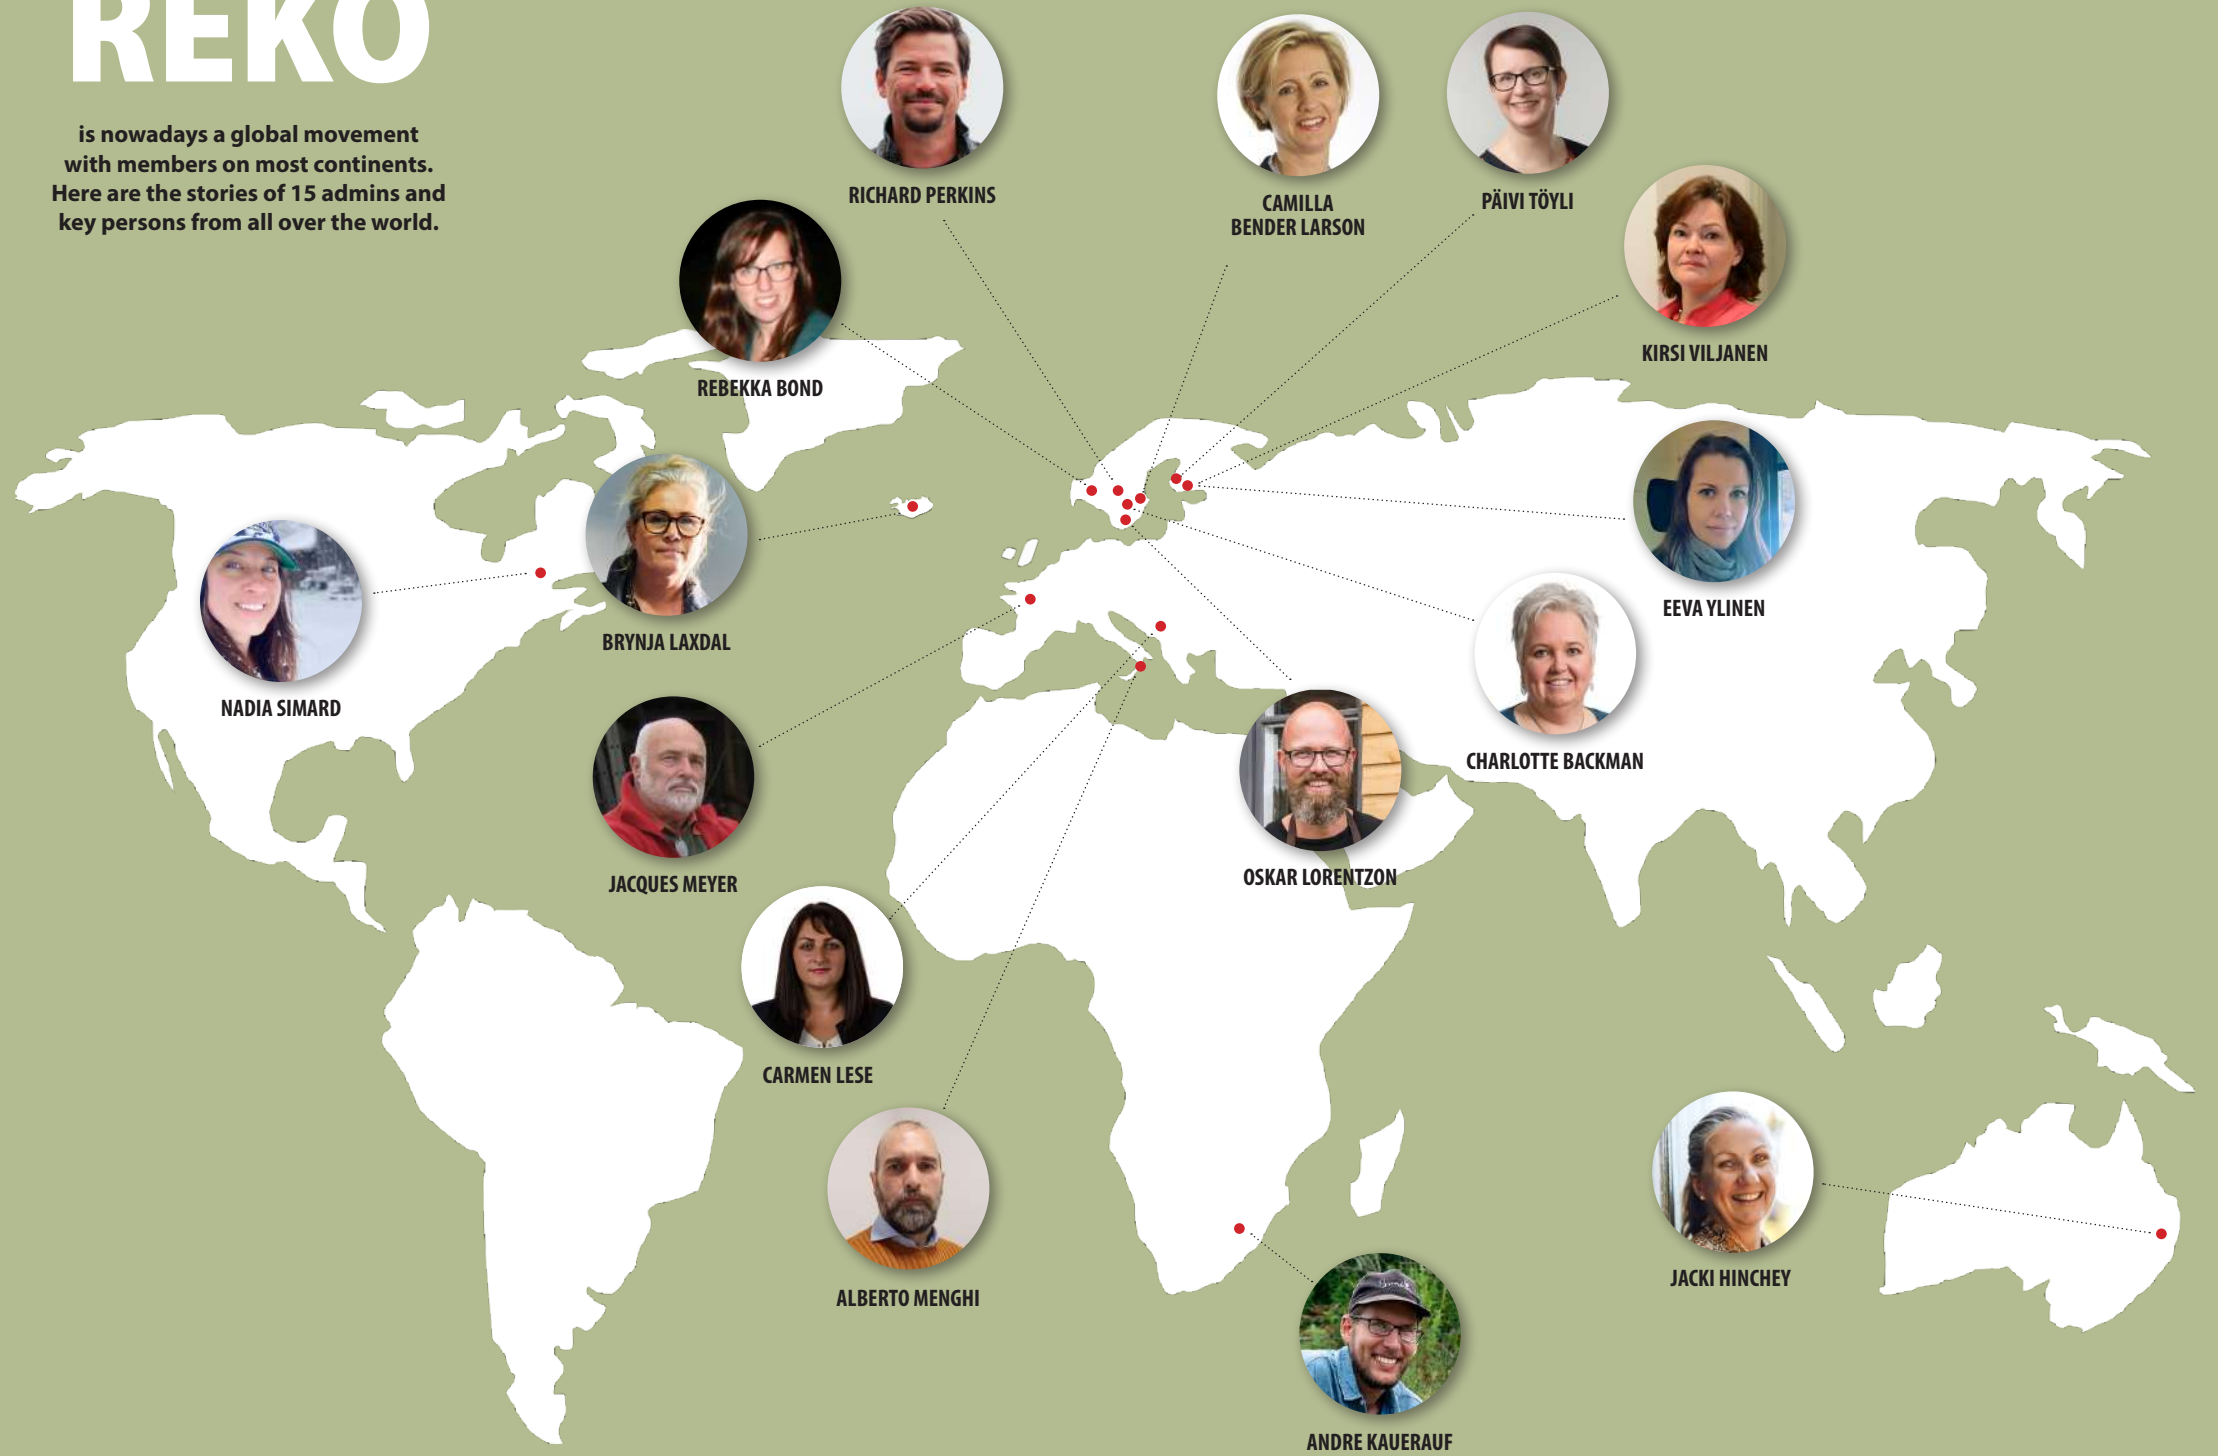 REKO
is nowadays a global movement
with members on most continents.
Here are the stories of 15 admins and
key persons from all over the world.
RICHARD PERKINS
CAMILLA
BENDER LARSON
PÄIVI TÖYLI
KIRSI VILJANEN
REBEKKA BOND
EEVA YLINEN
BRYNJA LAXDAL
NADIA SIMARD
CHARLOTTE BACKMAN
JACQUES MEYER
OSKAR LORENTZON
CARMEN LESE
ALBERTO MENGHI
JACKI HINCHEY
ANDRE KAUERAUF